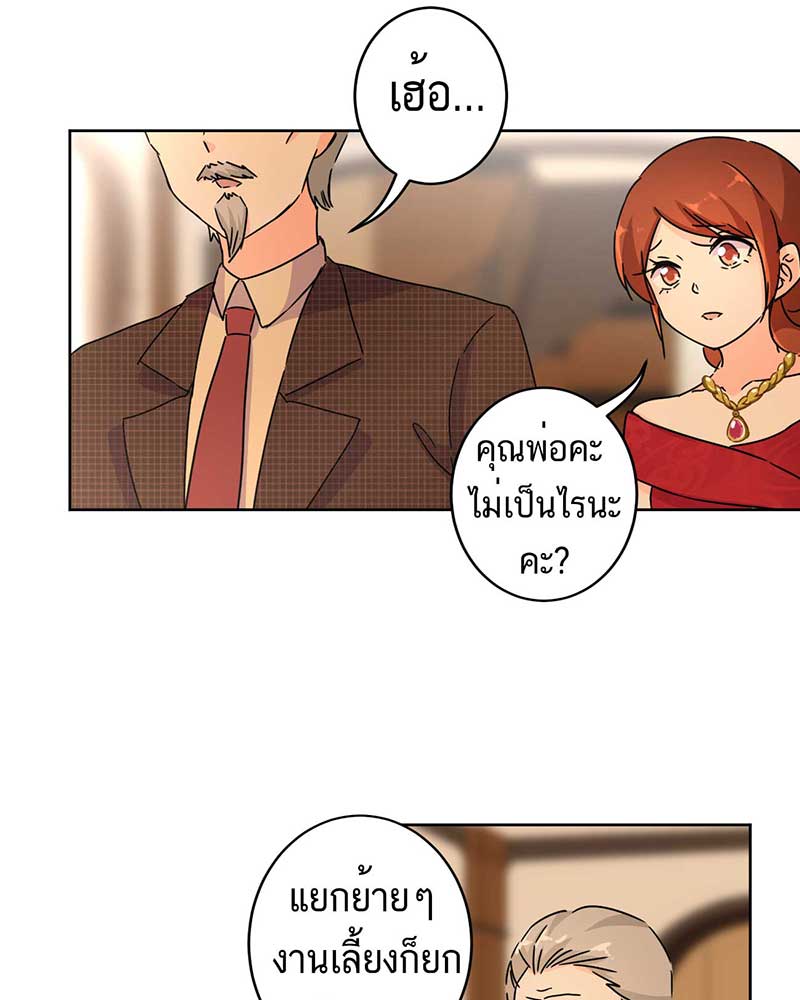 เฮ้อ...
คุณพ่อคะ
ไม่เป็นไรนะ
คะ?
แยกย้ายๆ
งานเลี้ยงก็ยก